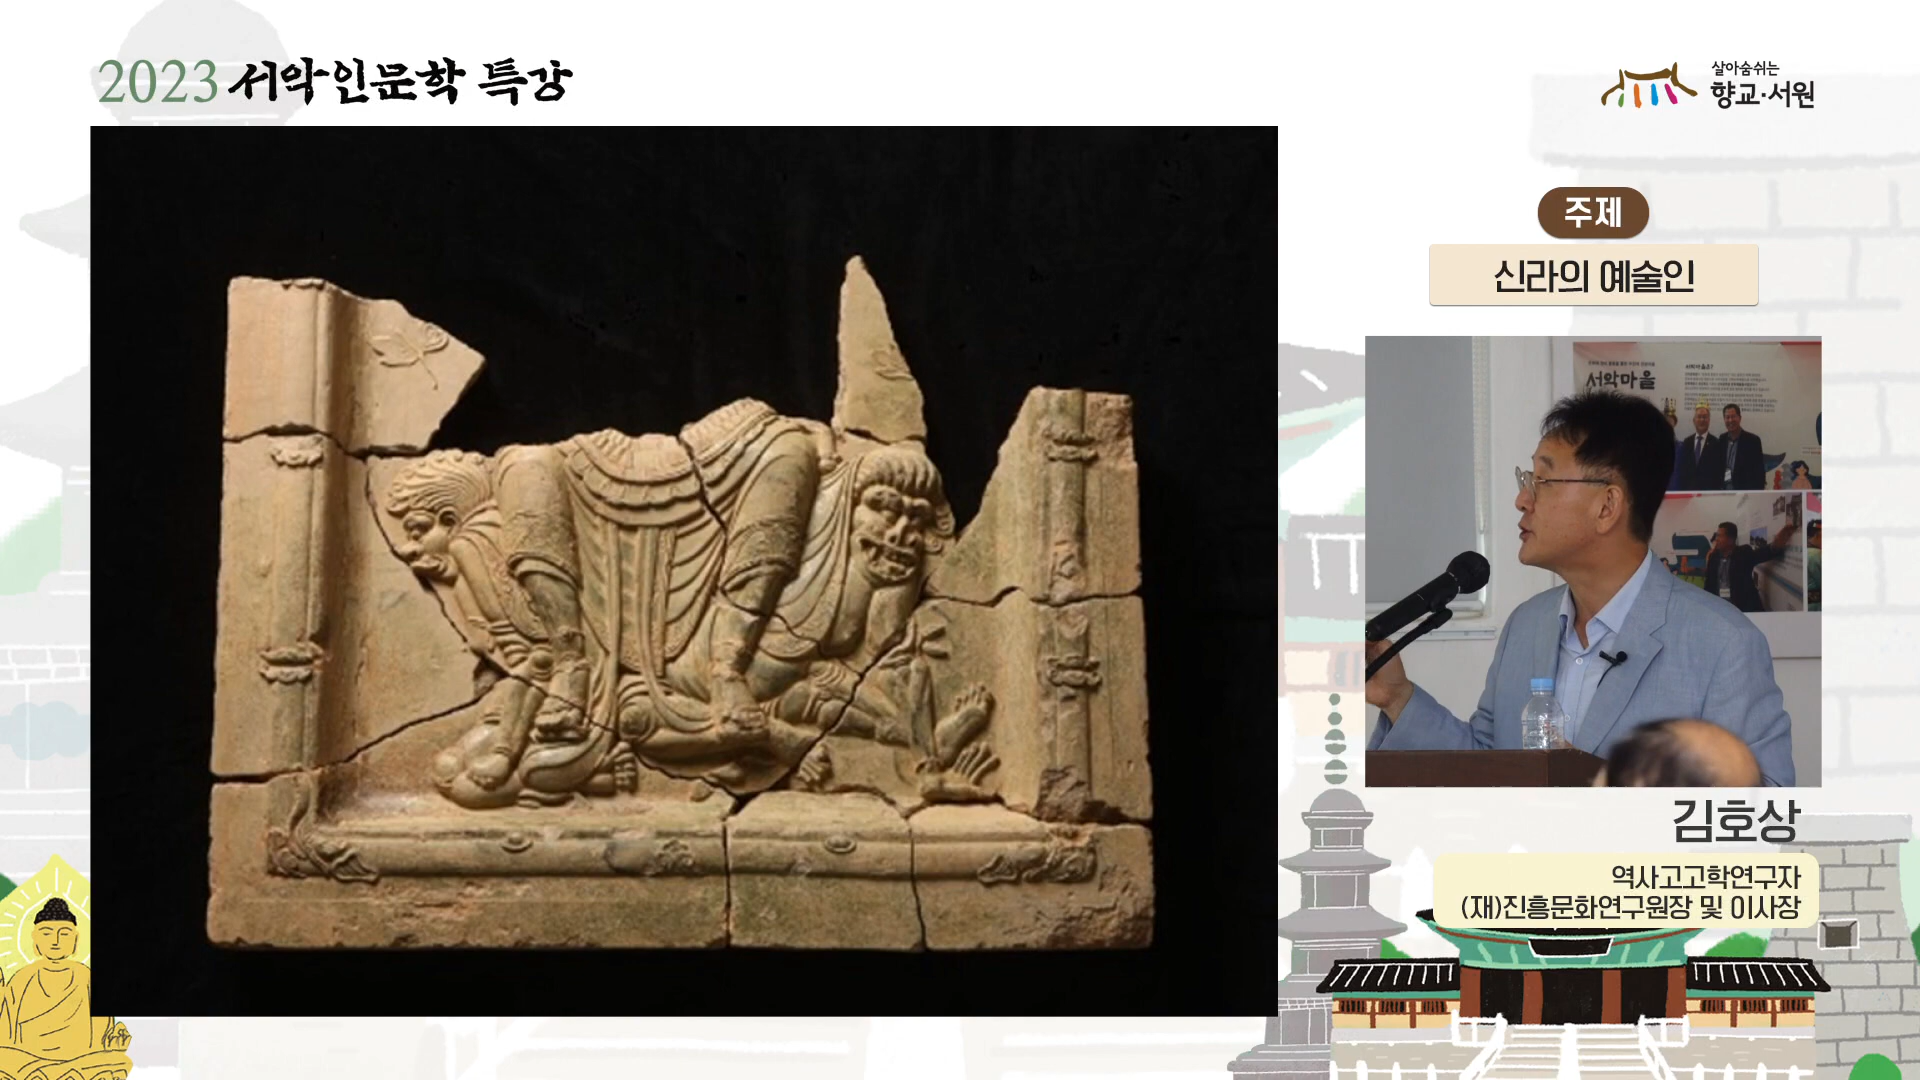 2023 서악인문학 특강
살아숨쉬는
향교·서원
주제
신라의 예술인
서악마을
김호상
역사고고학연구자
(재)진흥문화연구원장 및 이사장